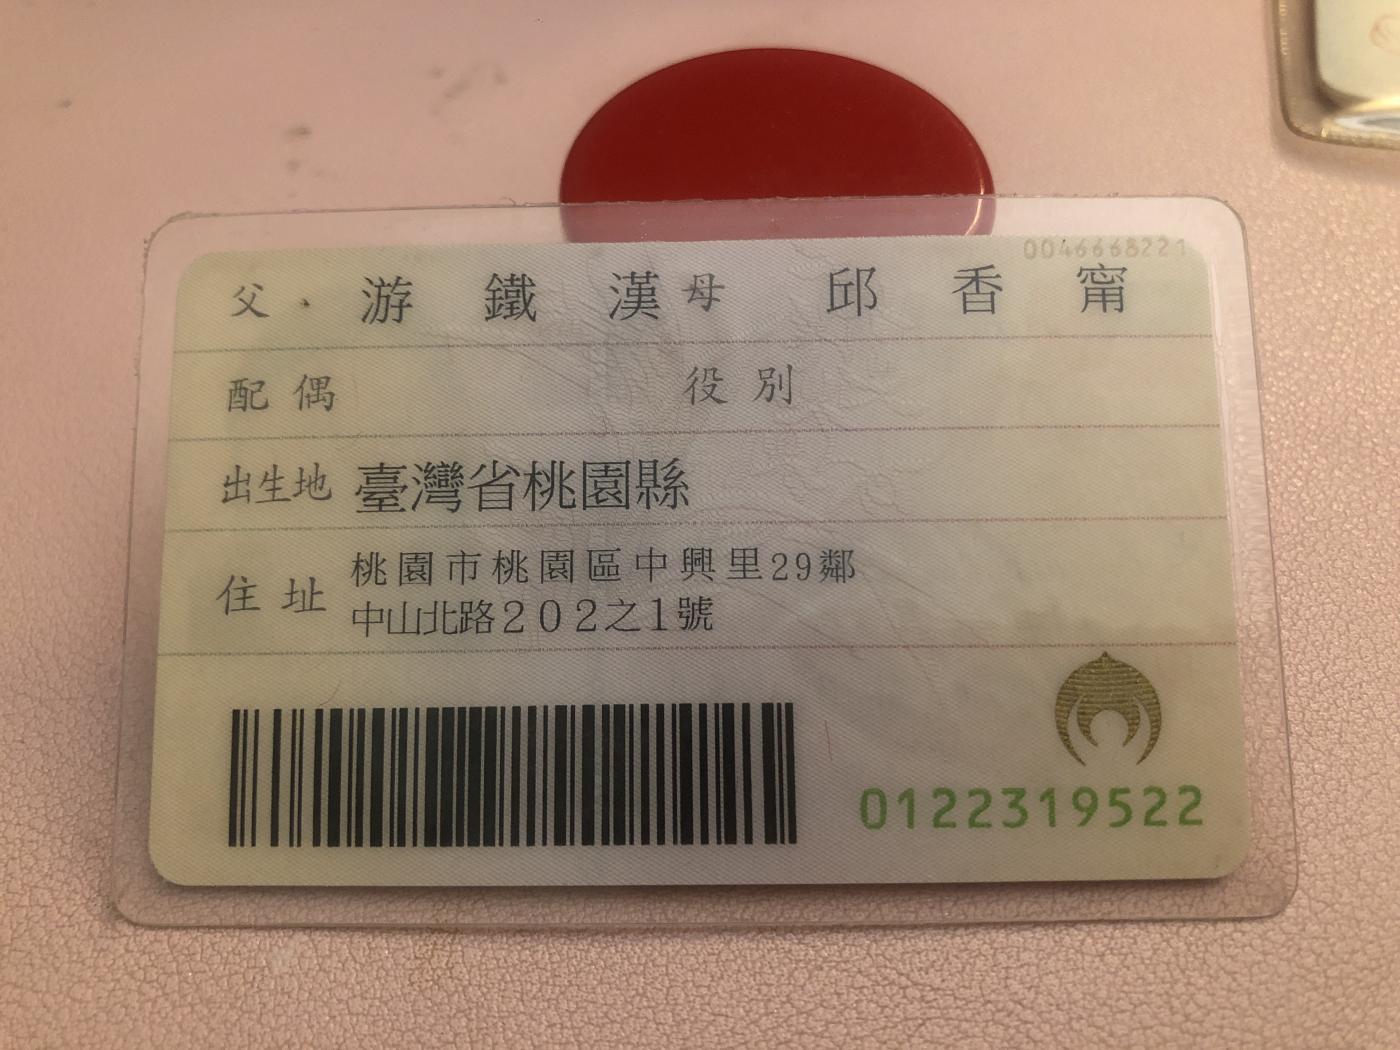 0046668221
父 游鐵漢 母 邱香甯
配偶 役別
出生地 臺灣省桃園縣
住址 桃園市桃園區中興里29鄰
中山北路202之1號
0122319522